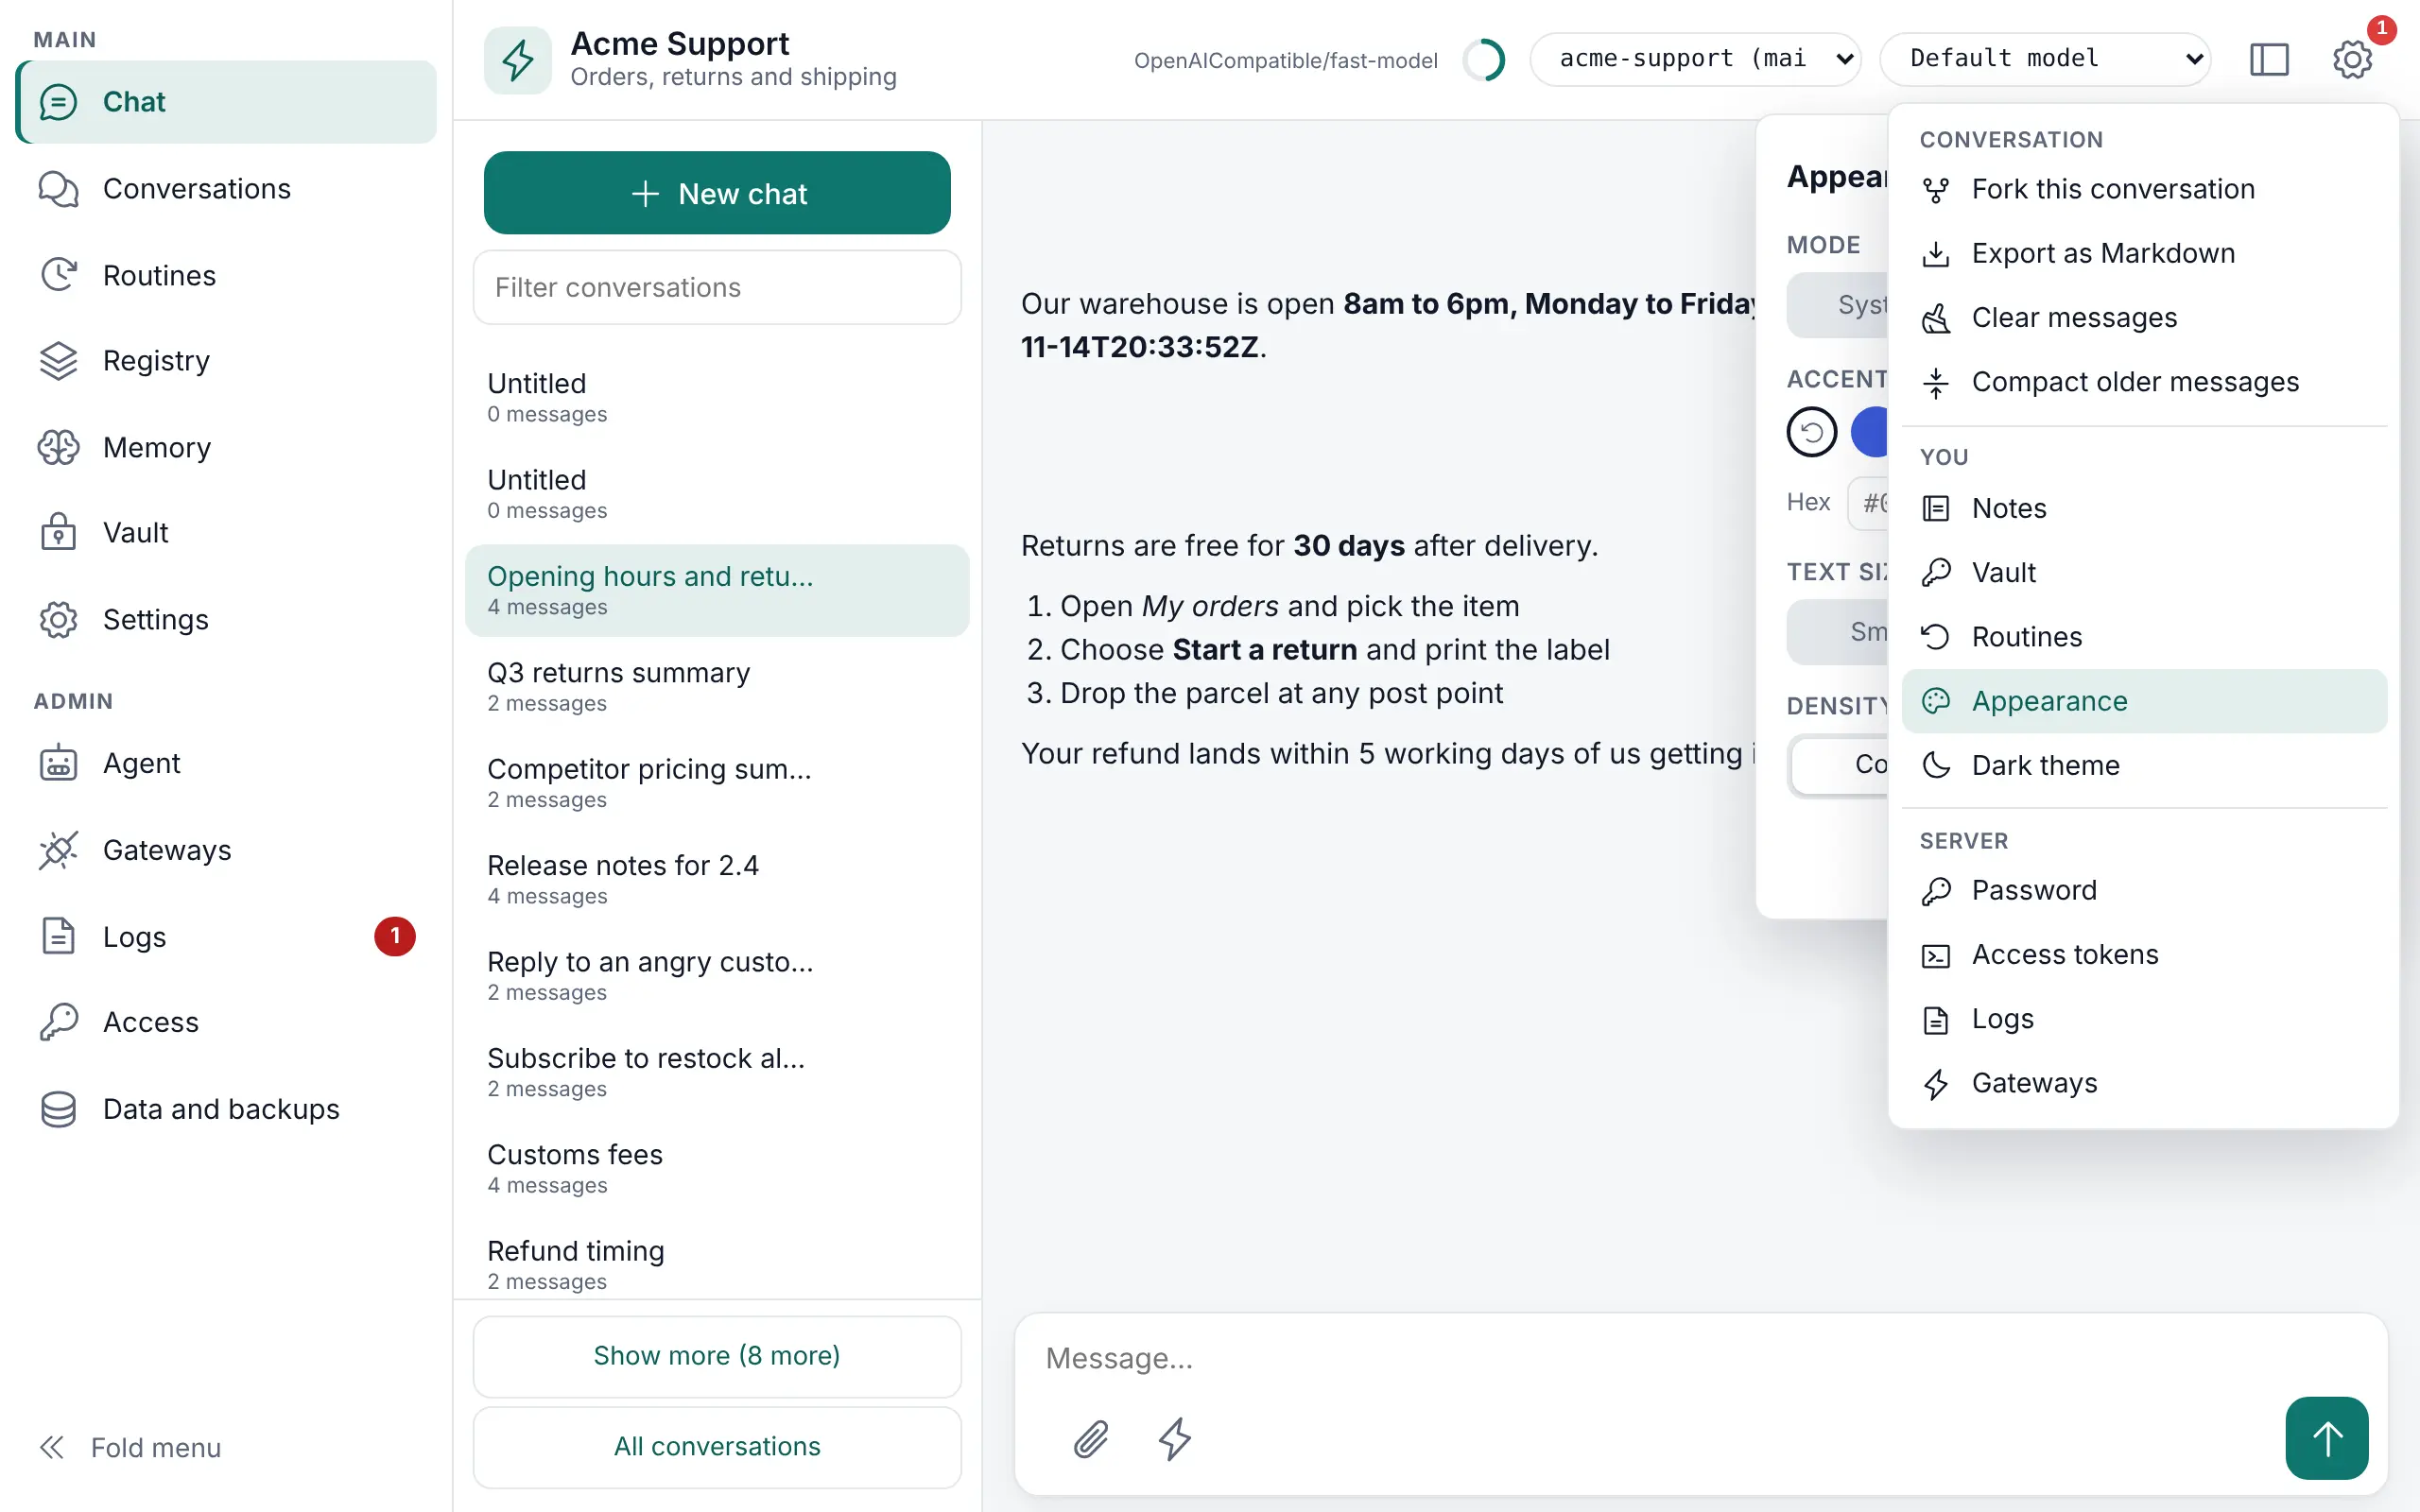 MAIN
Chat
Conversations
Routines
Registry
Memory
Vault
Settings
ADMIN
Agent
Gateways
Logs
1
Access
Data and backups
Fold menu
Acme Support
Orders, returns and shipping
OpenAICompatible/fast-model
acme-support (mai
Default model
1
New chat
Filter conversations
Untitled
0 messages
Untitled
0 messages
Opening hours and retu...
4 messages
Q3 returns summary
2 messages
Competitor pricing sum...
2 messages
Release notes for 2.4
4 messages
Reply to an angry custo...
2 messages
Subscribe to restock al...
2 messages
Customs fees
4 messages
Refund timing
2 messages
Show more (8 more)
All conversations
Our warehouse is open 8am to 6pm, Monday to Friday
11-14T20:33:52Z.
Returns are free for 30 days after delivery.
1. Open My orders and pick the item
2. Choose Start a return and print the label
3. Drop the parcel at any post point
Your refund lands within 5 working days of us getting
Message...
MODE
ACCENT
Hex
DENSITY
CONVERSATION
Fork this conversation
Export as Markdown
Clear messages
Compact older messages
YOU
Notes
Vault
Routines
Appearance
Dark theme
SERVER
Password
Access tokens
Logs
Gateways